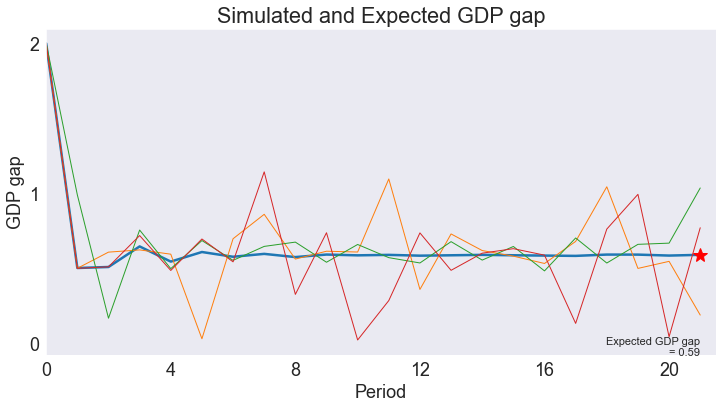 Simulated and Expected GDP gap
GDP gap
2
1
0
Expected GDP gap
= 0.59
0 4 8 12 16 20
Period